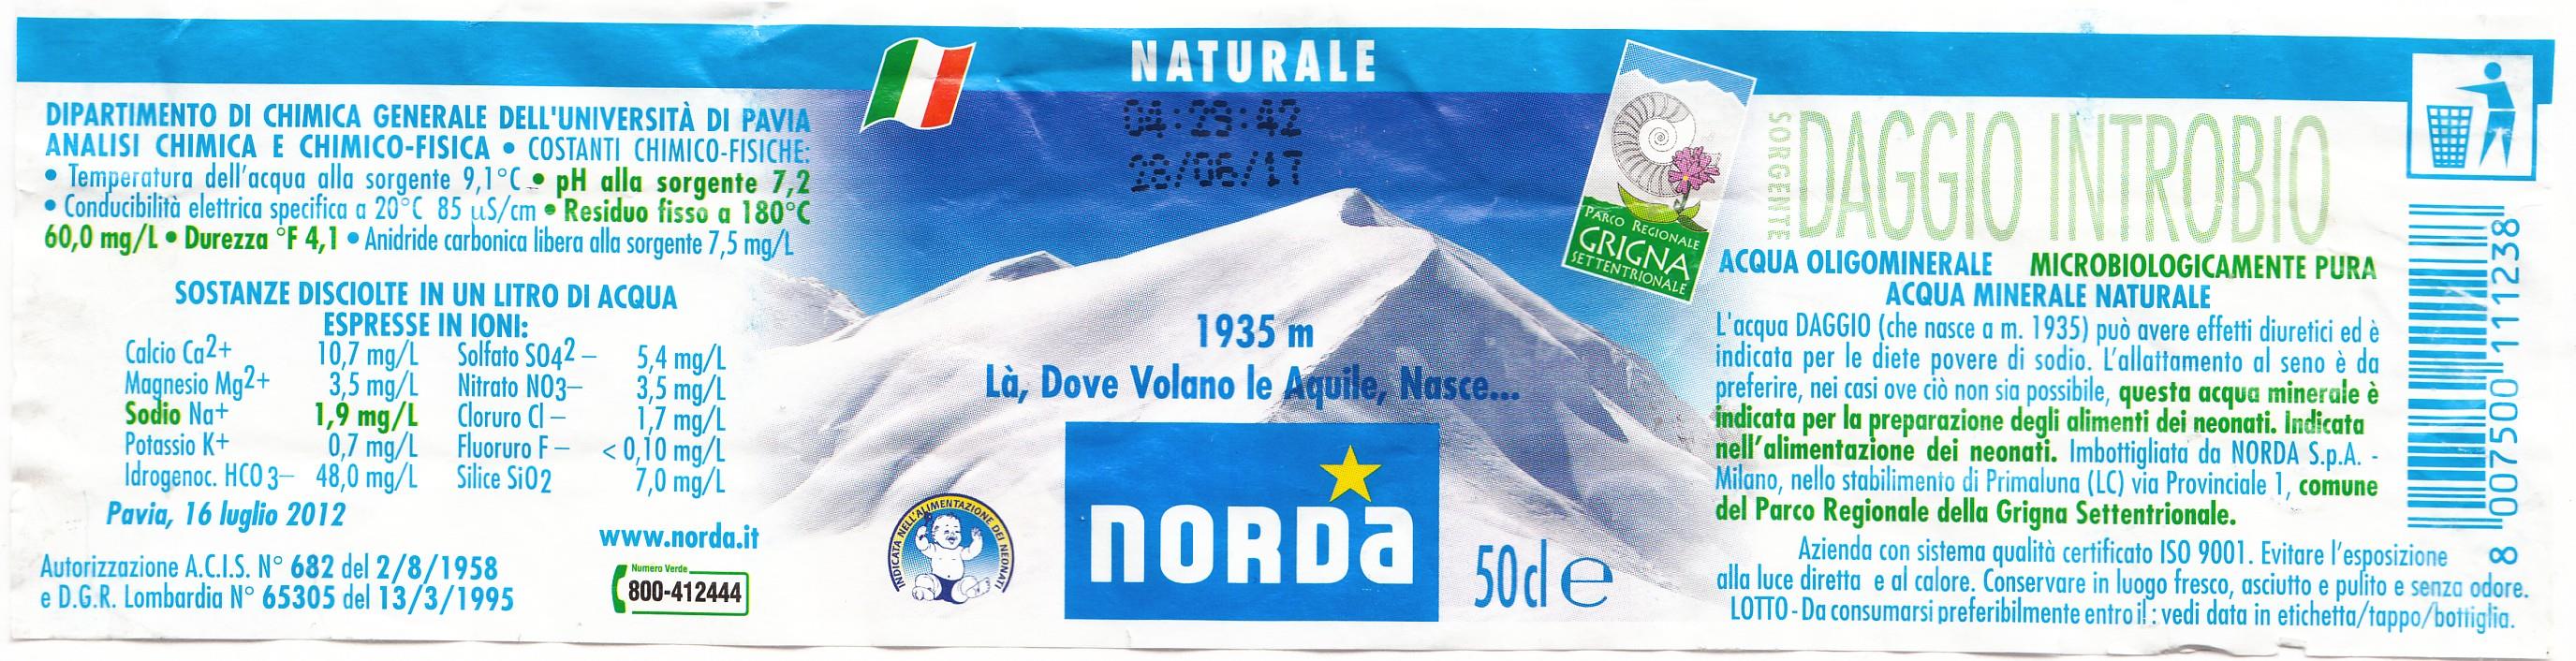 DIPARTIMENTO DI CHIMICA GENERALE DELL'UNIVERSITÀ DI PAVIA
ANALISI CHIMICA E CHIMICO-FISICA • COSTANTI CHIMICO-FISICHE:
• Temperatura dell'acqua alla sorgente 9,1°C • pH alla sorgente 7,2
• Conducibilità elettrica specifica a 20°C 85 µS/cm • Residuo fisso a 180°C
60,0 mg/L • Durezza °F 4,1 • Anidride carbonica libera alla sorgente 7,5 mg/L
SOSTANZE DISCIOLTE IN UN LITRO DI ACQUA
ESPRESSE IN IONI:
Calcio Ca2+ 10,7 mg/L Solfato SO42– 5,4 mg/L
Magnesio Mg2+ 3,5 mg/L Nitrato NO3– 3,5 mg/L
Sodio Na+ 1,9 mg/L Cloruro Cl – 1,7 mg/L
Potassio K+ 0,7 mg/L Fluoruro F – < 0,10 mg/L
Idrogenoc. HCO3– 48,0 mg/L Silice SiO2 7,0 mg/L
Pavia, 16 luglio 2012
www.norda.it
Autorizzazione A.C.I.S. N° 682 del 2/8/1958
e D.G.R. Lombardia N° 65305 del 13/3/1995
Numero Verde
800-412444
NATURALE
04:29:42
28/06/17
1935 m
Là, Dove Volano le Aquile, Nasce...
INDICATA NELL'ALIMENTAZIONE DEI NEONATI
NORDa
50cl e
PARCO REGIONALE
GRIGNA
SETTENTRIONALE
SORGENTE
DAGGIO INTROBIO
ACQUA OLIGOMINERALE MICROBIOLOGICAMENTE PURA
ACQUA MINERALE NATURALE
L'acqua DAGGIO (che nasce a m. 1935) può avere effetti diuretici ed è
indicata per le diete povere di sodio. L'allattamento al seno è da
preferire, nei casi ove ciò non sia possibile, questa acqua minerale è
indicata per la preparazione degli alimenti dei neonati. Indicata
nell'alimentazione dei neonati. Imbottigliata da NORDA S.p.A. -
Milano, nello stabilimento di Primaluna (LC) via Provinciale 1, comune
del Parco Regionale della Grigna Settentrionale.
Azienda con sistema qualità certificato ISO 9001. Evitare l'esposizione
alla luce diretta e al calore. Conservare in luogo fresco, asciutto e pulito e senza odore.
LOTTO - Da consumarsi preferibilmente entro il : vedi data in etichetta/tappo/bottiglia.
8 007500 111238